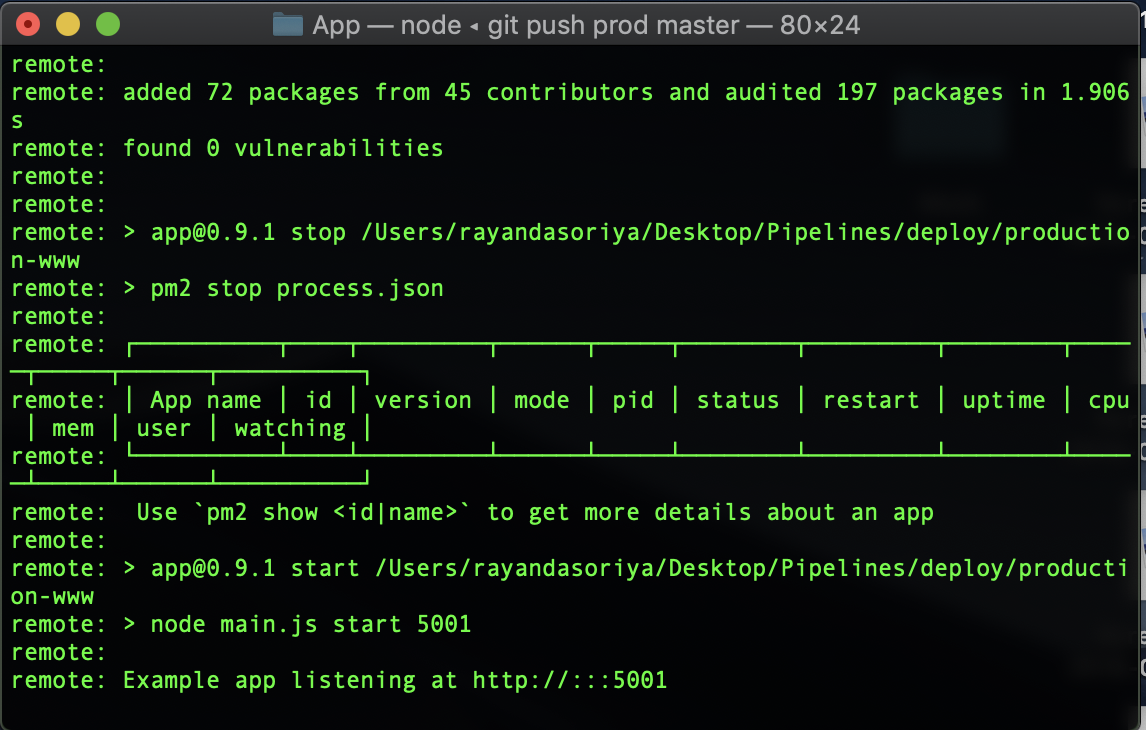 App — node ◂ git push prod master — 80×24
remote:
remote: added 72 packages from 45 contributors and audited 197 packages in 1.906
s
remote: found 0 vulnerabilities
remote:
remote:
remote: > app@0.9.1 stop /Users/rayandasoriya/Desktop/Pipelines/deploy/productio
n-www
remote: > pm2 stop process.json
remote:
remote: ┌──────────┬────┬─────────┬──────┬─────┬────────┬─────────┬────────┬────
─┬─────┬──────┬──────────┐
remote: │ App name │ id │ version │ mode │ pid │ status │ restart │ uptime │ cpu
 │ mem │ user │ watching │
remote: └──────────┴────┴─────────┴──────┴─────┴────────┴─────────┴────────┴────
─┴─────┴──────┴──────────┘
remote:  Use `pm2 show <id|name>` to get more details about an app
remote:
remote: > app@0.9.1 start /Users/rayandasoriya/Desktop/Pipelines/deploy/producti
on-www
remote: > node main.js start 5001
remote:
remote: Example app listening at http://:::5001